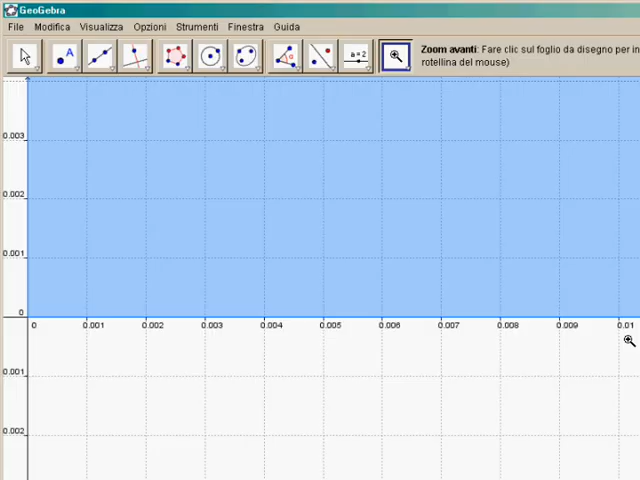 GeoGebra
File Modifica Visualizza Opzioni Strumenti Finestra Guida
A
α
a = 2
Zoom avanti: Fare clic sul foglio da disegno per in
rotellina del mouse)
0.003
0.002
0.001
0
0 0.001 0.002 0.003 0.004 0.005 0.006 0.007 0.008 0.009 0.01
0.001
0.002